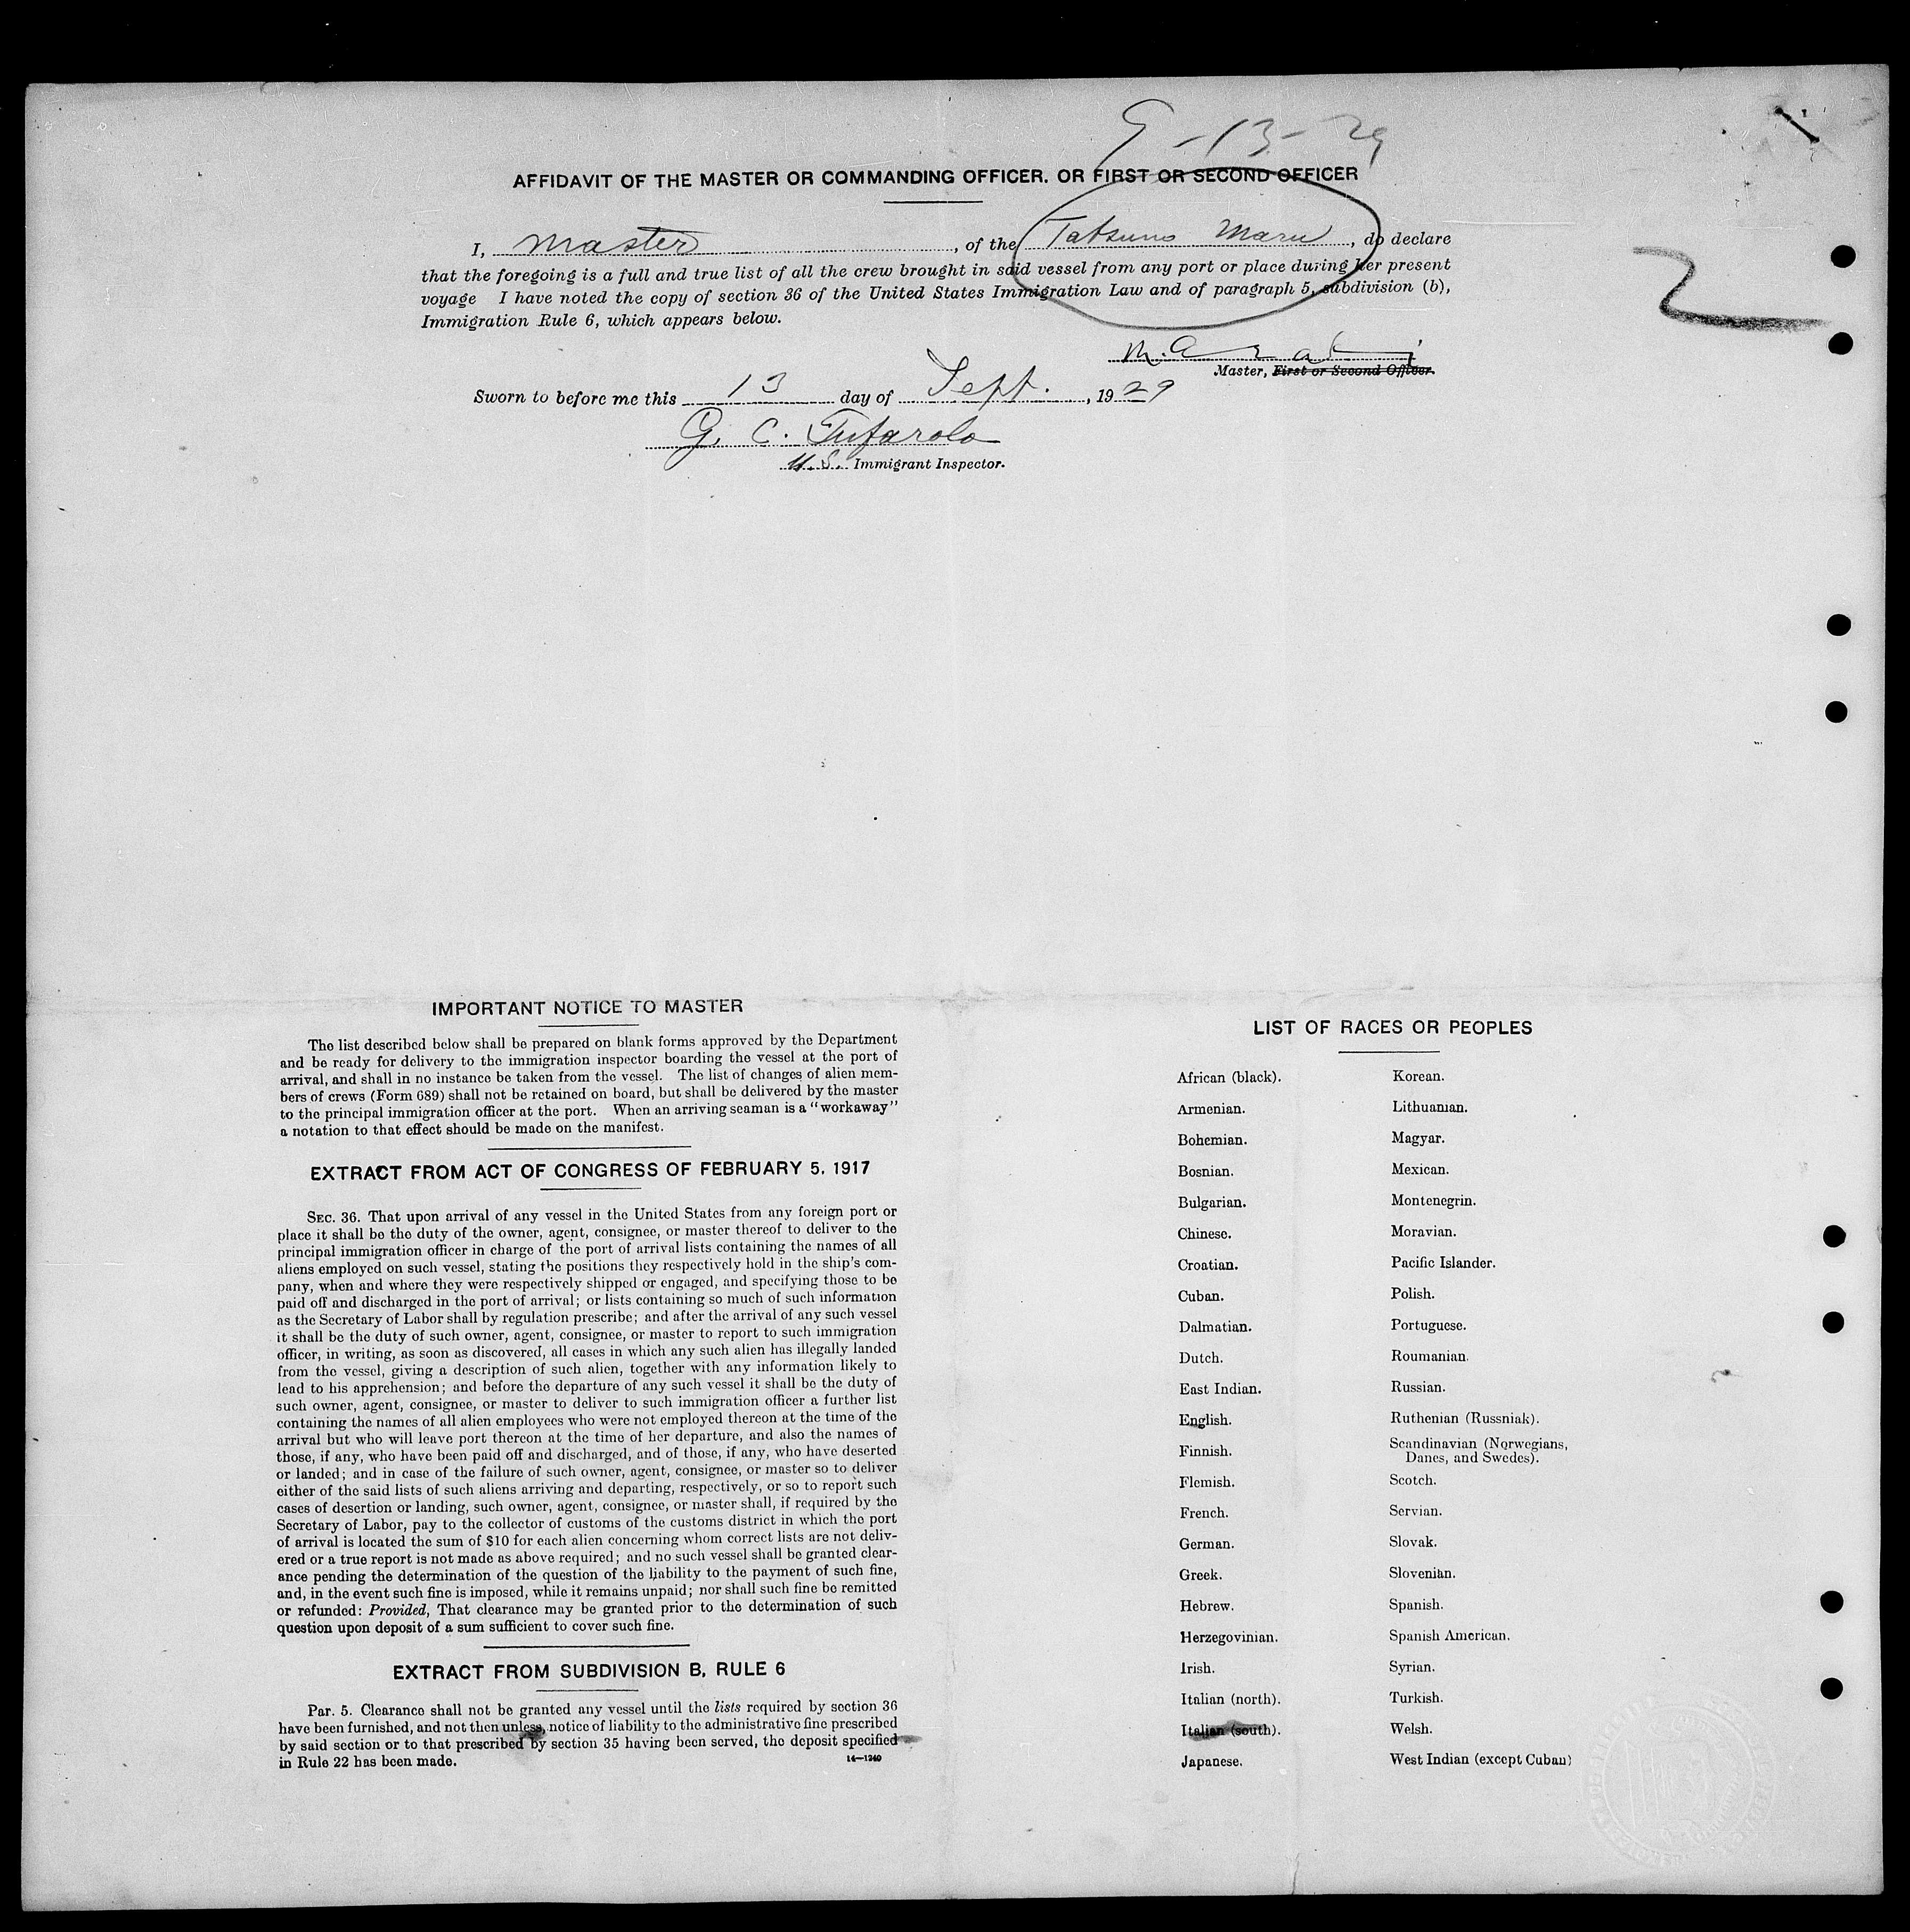 9-13-29
AFFIDAVIT OF THE MASTER OR COMMANDING OFFICER, OR FIRST OR SECOND OFFICER
I, Master, of the Tatsuno Maru, do declare
that the foregoing is a full and true list of all the crew brought in said vessel from any port or place during her present
voyage I have noted the copy of section 36 of the United States Immigration Law and of paragraph 5, subdivision (b),
Immigration Rule 6, which appears below.
2
M. Araki
Master, First or Second Officer.
Sworn to before me this 13 day of Sept., 1929
G. C. Tufarolo
U.S. Immigrant Inspector.
IMPORTANT NOTICE TO MASTER
The list described below shall be prepared on blank forms approved by the Department
and be ready for delivery to the immigration inspector boarding the vessel at the port of
arrival, and shall in no instance be taken from the vessel. The list of changes of alien mem-
bers of crews (Form 689) shall not be retained on board, but shall be delivered by the master
to the principal immigration officer at the port. When an arriving seaman is a "workaway"
a notation to that effect should be made on the manifest.
EXTRACT FROM ACT OF CONGRESS OF FEBRUARY 5, 1917
SEC. 36. That upon arrival of any vessel in the United States from any foreign port or
place it shall be the duty of the owner, agent, consignee, or master thereof to deliver to the
principal immigration officer in charge of the port of arrival lists containing the names of all
aliens employed on such vessel, stating the positions they respectively hold in the ship's com-
pany, when and where they were respectively shipped or engaged, and specifying those to be
paid off and discharged in the port of arrival; or lists containing so much of such information
as the Secretary of Labor shall by regulation prescribe; and after the arrival of any such vessel
it shall be the duty of such owner, agent, consignee, or master to report to such immigration
officer, in writing, as soon as discovered, all cases in which any such alien has illegally landed
from the vessel, giving a description of such alien, together with any information likely to
lead to his apprehension; and before the departure of any such vessel it shall be the duty of
such owner, agent, consignee, or master to deliver to such immigration officer a further list
containing the names of all alien employees who were not employed thereon at the time of the
arrival but who will leave port thereon at the time of her departure, and also the names of
those, if any, who have been paid off and discharged, and of those, if any, who have deserted
or landed; and in case of the failure of such owner, agent, consignee, or master so to deliver
either of the said lists of such aliens arriving and departing, respectively, or so to report such
cases of desertion or landing, such owner, agent, consignee, or master shall, if required by the
Secretary of Labor, pay to the collector of customs of the customs district in which the port
of arrival is located the sum of $10 for each alien concerning whom correct lists are not deliv-
ered or a true report is not made as above required; and no such vessel shall be granted clear-
ance pending the determination of the question of the liability to the payment of such fine,
and, in the event such fine is imposed, while it remains unpaid; nor shall such fine be remitted
or refunded: Provided, That clearance may be granted prior to the determination of such
question upon deposit of a sum sufficient to cover such fine.
EXTRACT FROM SUBDIVISION B, RULE 6
Par. 5. Clearance shall not be granted any vessel until the lists required by section 36
have been furnished, and not then unless, notice of liability to the administrative fine prescribed
by said section or to that prescribed by section 35 having been served, the deposit specified
in Rule 22 has been made.
14—1240
LIST OF RACES OR PEOPLES
African (black).
Armenian.
Bohemian.
Bosnian.
Bulgarian.
Chinese.
Croatian.
Cuban.
Dalmatian.
Dutch.
East Indian.
English.
Finnish.
Flemish.
French.
German.
Greek.
Hebrew.
Herzegovinian.
Irish.
Italian (north).
Italian (south).
Japanese.
Korean.
Lithuanian.
Magyar.
Mexican.
Montenegrin.
Moravian.
Pacific Islander.
Polish.
Portuguese.
Roumanian.
Russian.
Ruthenian (Russniak).
Scandinavian (Norwegians,
Danes, and Swedes).
Scotch.
Servian.
Slovak.
Slovenian.
Spanish.
Spanish American.
Syrian.
Turkish.
Welsh.
West Indian (except Cuban)